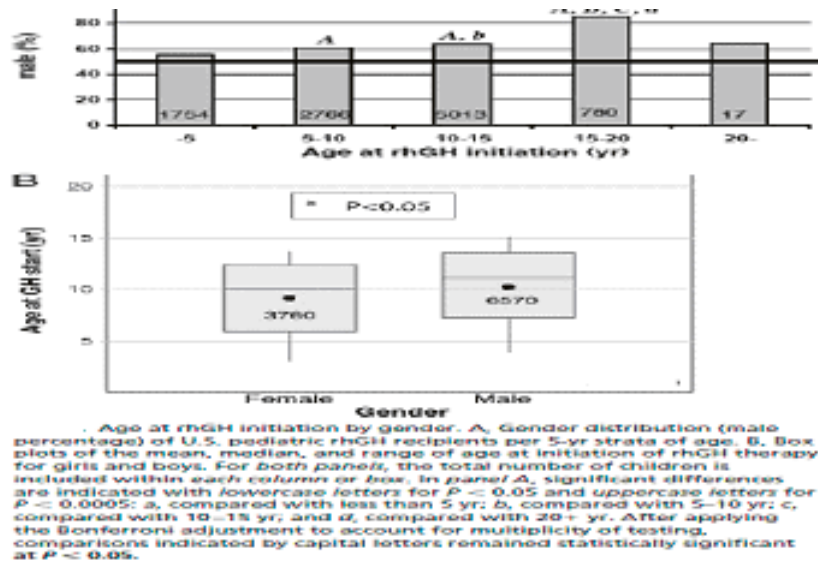 80
60
40
20
0
male (%)
A
A, b
A, B, C, d
1754
2766
5013
780
17
-5
5-10
10-15
15-20
20-
Age at rhGH initiation (yr)
B
20
15
10
5
Age at GH start (yr)
* P<0.05
3760
6570
Female
Male
Gender
. Age at rhGH initiation by gender. A, Gender distribution (male
percentage) of U.S. pediatric rhGH recipients per 5-yr strata of age. B, Box
plots of the mean, median, and range of age at initiation of rhGH therapy
for girls and boys. For both panels, the total number of children is
included within each column or box. In panel A, significant differences
are indicated with lowercase letters for P < 0.05 and uppercase letters for
P < 0.0005: a, compared with less than 5 yr; b, compared with 5–10 yr; c,
compared with 10–15 yr; and d, compared with 20+ yr. After applying
the Bonferroni adjustment to account for multiplicity of testing,
comparisons indicated by capital letters remained statistically significant
at P < 0.05.